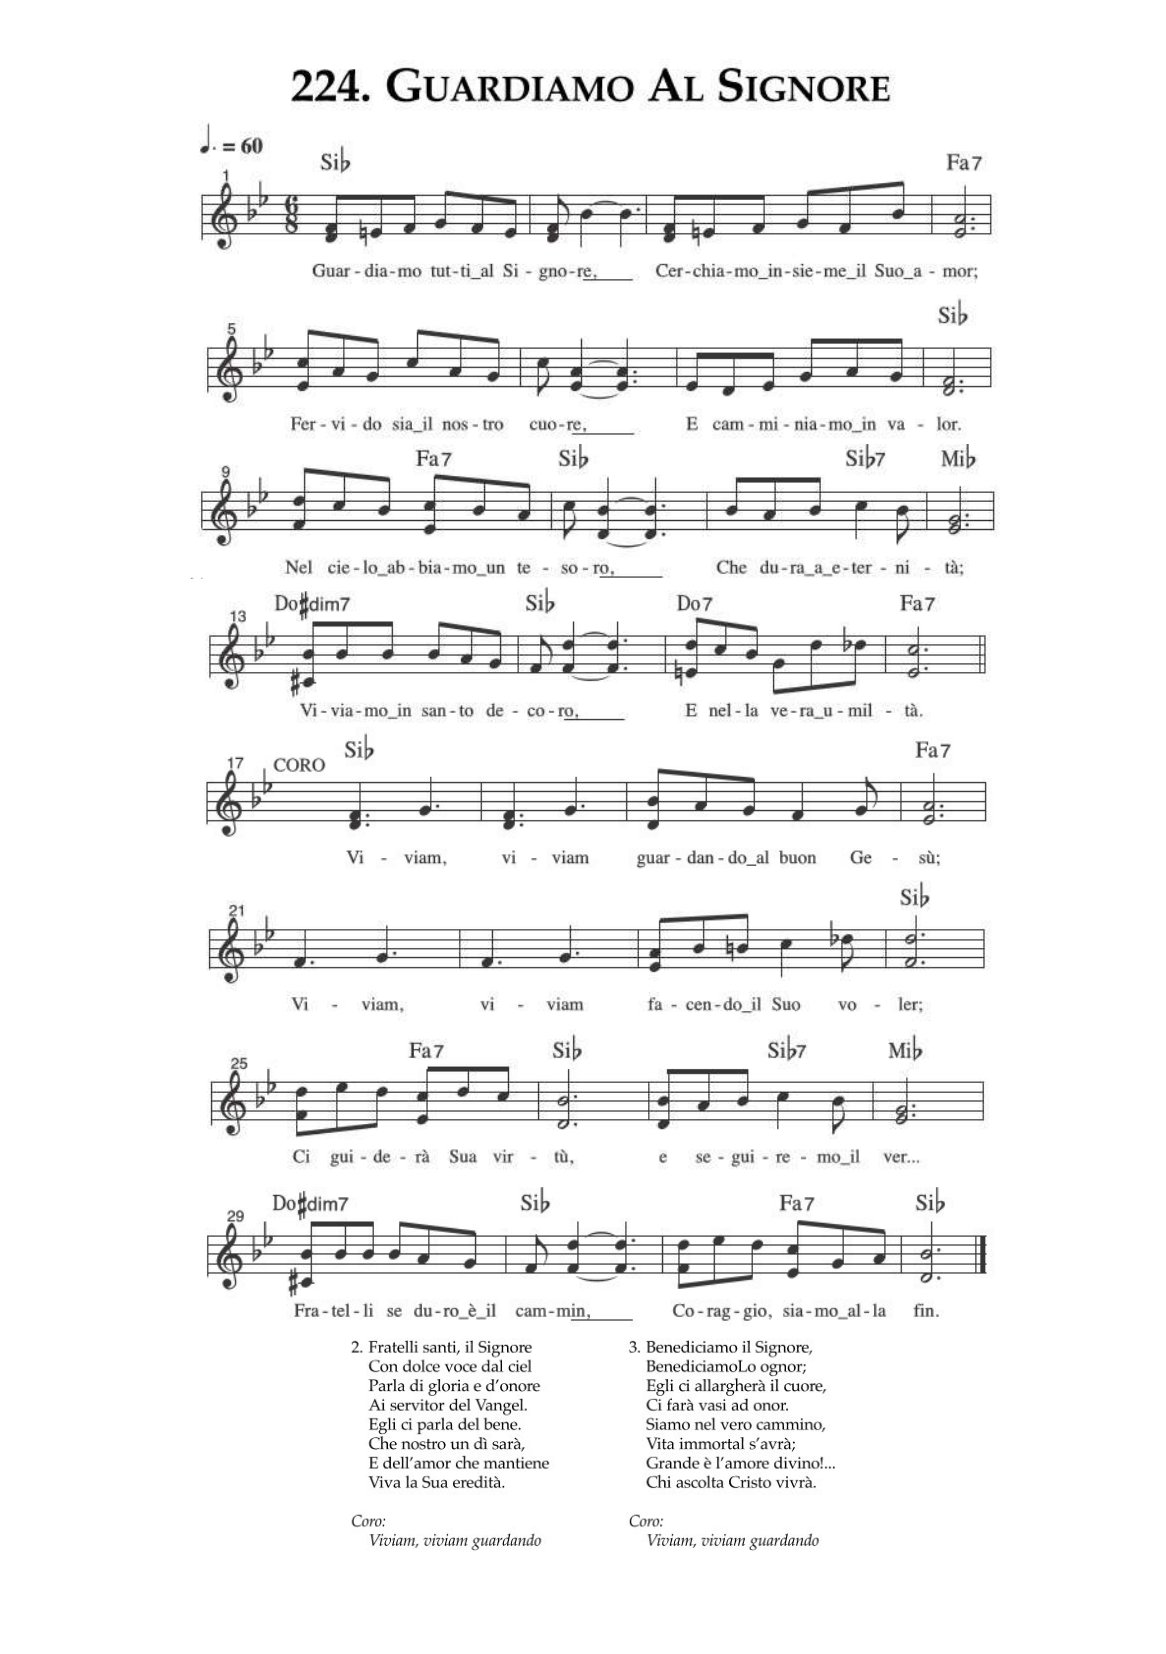 224. GUARDIAMO AL SIGNORE
♩. = 60
Si♭ Fa7
1
6
8
Guar - dia - mo tut - ti_al Si - gno - re,____ Cer - chia - mo_in - sie - me_il Suo_a - mor;
Si♭
5
Fer - vi - do sia_il nos - tro cuo - re,____ E cam - mi - nia - mo_in va - lor.
Fa7 Si♭ Si♭7 Mi♭
9
Nel cie - lo_ab - bia - mo_un te - so - ro,____ Che du - ra_a_e - ter - ni - tà;
Do#dim7 Si♭ Do7 Fa7
13
Vi - via - mo_in san - to de - co - ro,____ E nel - la ve - ra_u - mil - tà.
Si♭ Fa7
17 CORO
Vi - viam, vi - viam guar - dan - do_al buon Ge - sù;
Si♭
21
Vi - viam, vi - viam fa - cen - do_il Suo vo - ler;
Fa7 Si♭ Si♭7 Mi♭
25
Ci gui - de - rà Sua vir - tù, e se - gui - re - mo_il ver...
Do#dim7 Si♭ Fa7 Si♭
29
Fra - tel - li se du - ro_è_il cam - min,____ Co - rag - gio, sia - mo_al - la fin.
2. Fratelli santi, il Signore
Con dolce voce dal ciel
Parla di gloria e d'onore
Ai servitor del Vangel.
Egli ci parla del bene.
Che nostro un dì sarà,
E dell'amor che mantiene
Viva la Sua eredità.
Coro:
Viviam, viviam guardando
3. Benediciamo il Signore,
BenediciamoLo ognor;
Egli ci allargherà il cuore,
Ci farà vasi ad onor.
Siamo nel vero cammino,
Vita immortal s'avrà;
Grande è l'amore divino!...
Chi ascolta Cristo vivrà.
Coro:
Viviam, viviam guardando